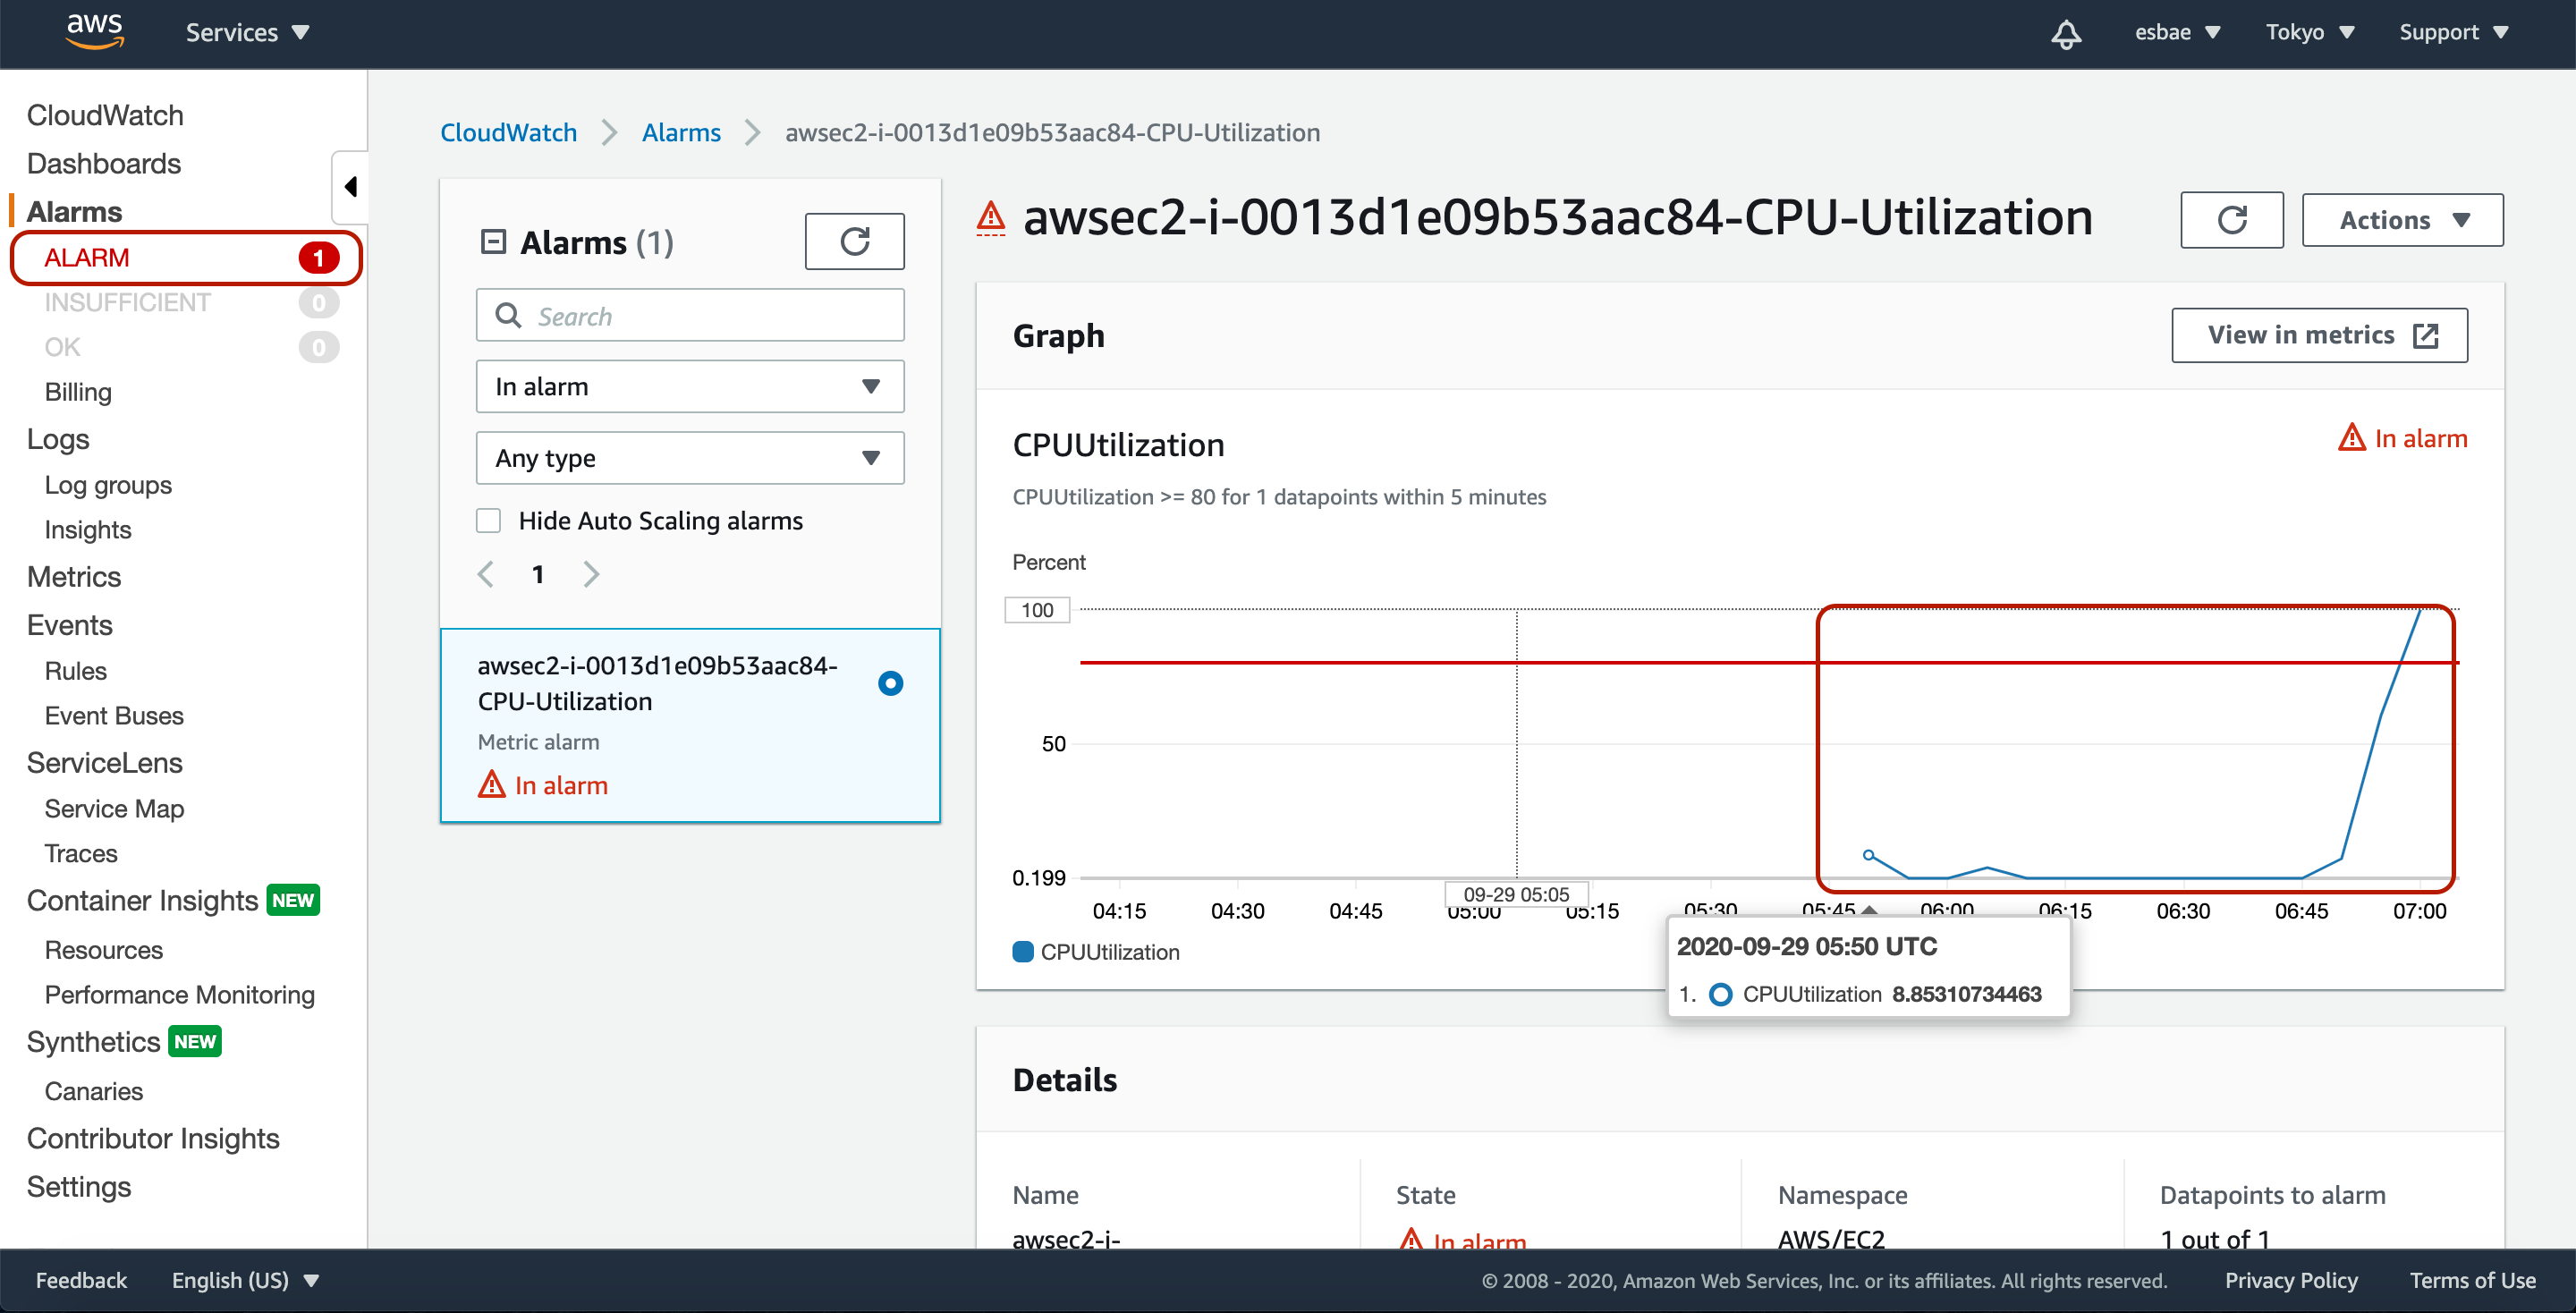 aws
Services
esbae
Tokyo
Support
CloudWatch
Dashboards
Alarms
ALARM 1
INSUFFICIENT 0
OK 0
Billing
Logs
Log groups
Insights
Metrics
Events
Rules
Event Buses
ServiceLens
Service Map
Traces
Container Insights NEW
Resources
Performance Monitoring
Synthetics NEW
Canaries
Contributor Insights
Settings
CloudWatch
Alarms
awsec2-i-0013d1e09b53aac84-CPU-Utilization
Alarms (1)
Search
In alarm
Any type
Hide Auto Scaling alarms
1
awsec2-i-0013d1e09b53aac84-
CPU-Utilization
Metric alarm
In alarm
awsec2-i-0013d1e09b53aac84-CPU-Utilization
Actions
Graph
View in metrics
CPUUtilization
In alarm
CPUUtilization >= 80 for 1 datapoints within 5 minutes
Percent
100
50
0.199
09-29 05:05
04:15 04:30 04:45 05:00 05:15 05:30 05:45 06:00 06:15 06:30 06:45 07:00
CPUUtilization
2020-09-29 05:50 UTC
1. CPUUtilization 8.85310734463
Details
Name
awsec2-i-
State
In alarm
Namespace
AWS/EC2
Datapoints to alarm
1 out of 1
Feedback
English (US)
© 2008 - 2020, Amazon Web Services, Inc. or its affiliates. All rights reserved.
Privacy Policy
Terms of Use